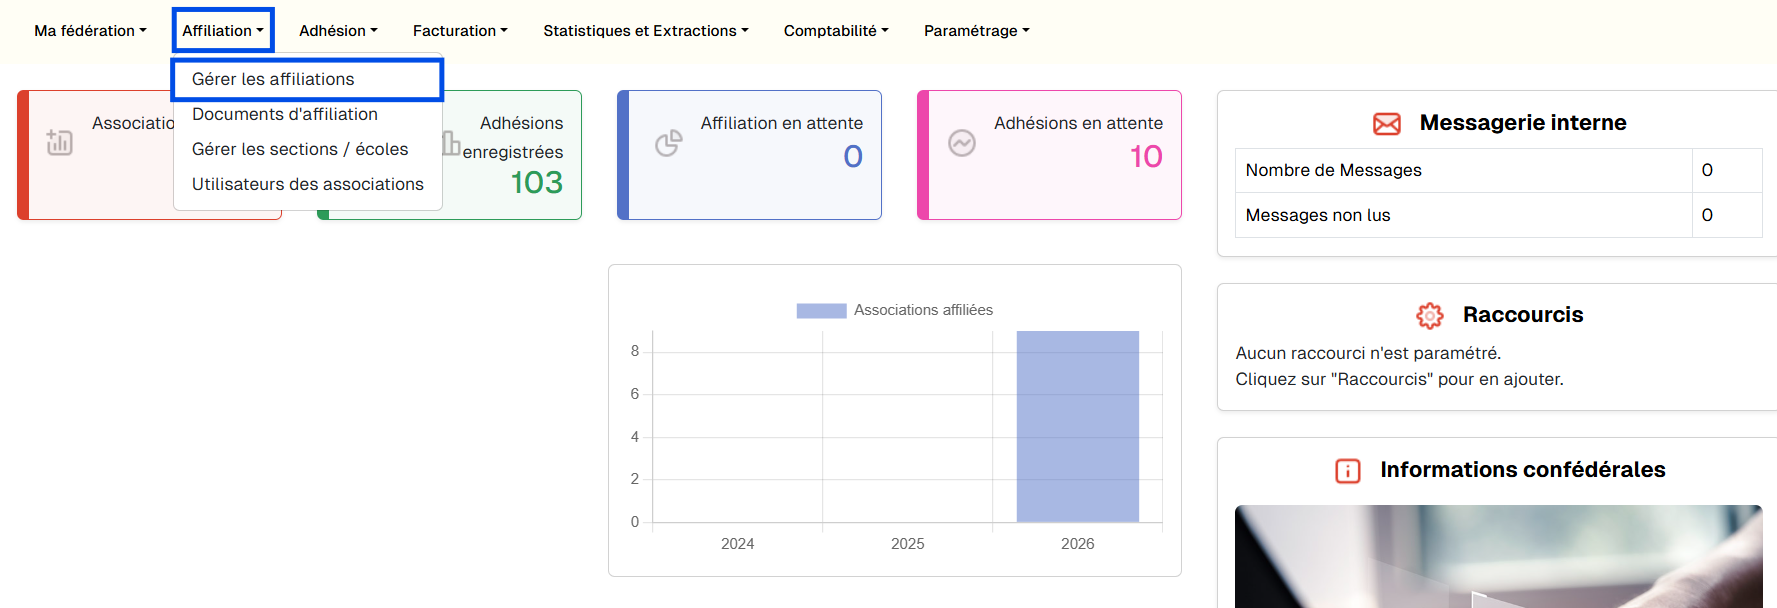 Ma fédération
Affiliation
Adhésion
Facturation
Statistiques et Extractions
Comptabilité
Paramétrage
Gérer les affiliations
Documents d'affiliation
Gérer les sections / écoles
Utilisateurs des associations
Associatio
Adhésions
enregistrées
103
Affiliation en attente
0
Adhésions en attente
10
Messagerie interne
Nombre de Messages 0
Messages non lus 0
Raccourcis
Aucun raccourci n'est paramétré.
Cliquez sur "Raccourcis" pour en ajouter.
Informations confédérales
Associations affiliées
8
6
4
2
0
2024 2025 2026